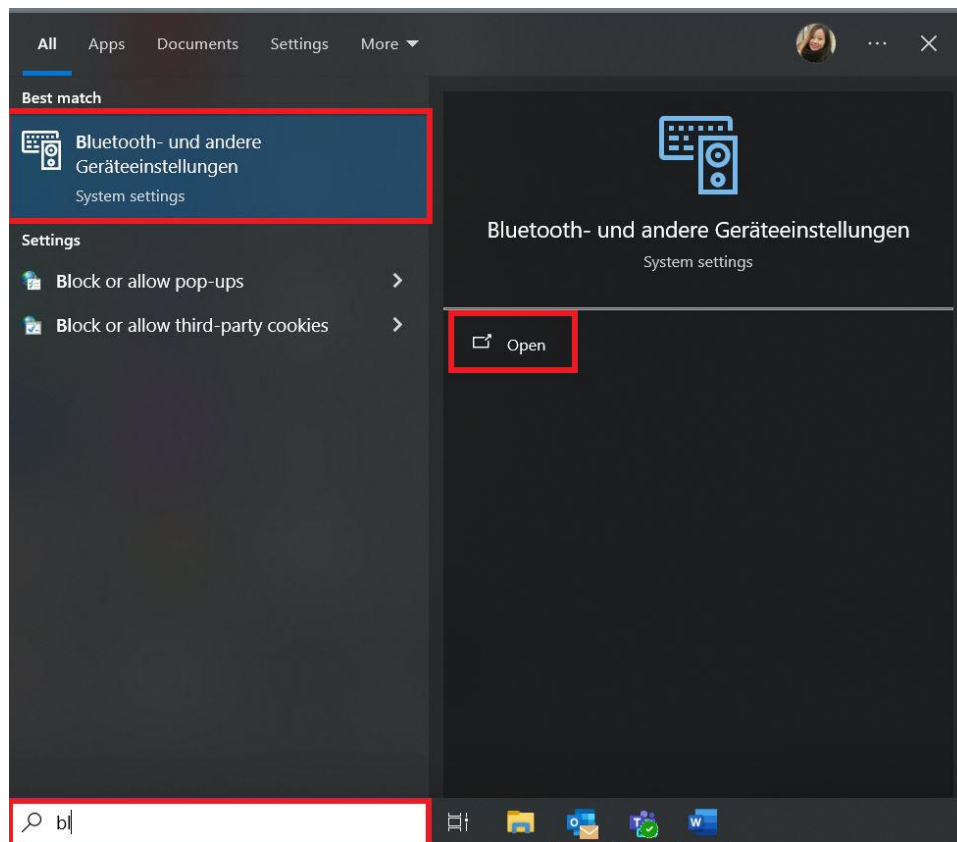 All Apps Documents Settings More
Best match
Bluetooth- und andere
Geräteeinstellungen
System settings
Settings
Block or allow pop-ups
Block or allow third-party cookies
Bluetooth- und andere Geräteeinstellungen
System settings
Open
bl